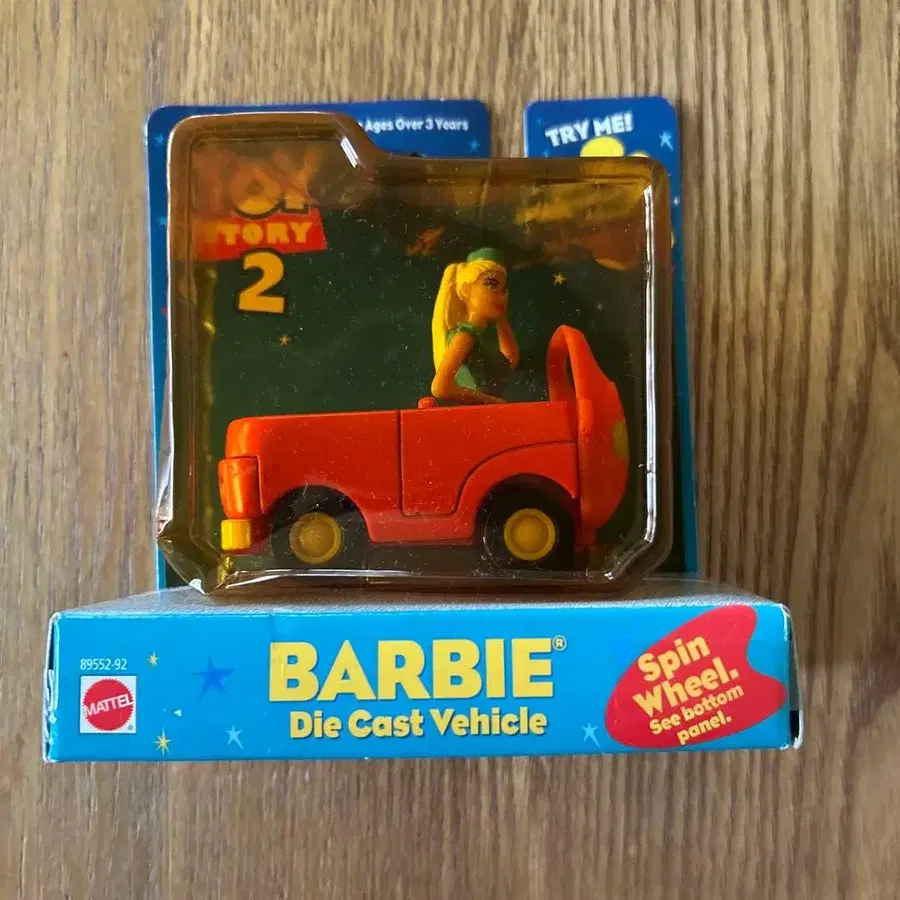 Ages Over 3 Years
TRY ME!
TOY
STORY
2
89552-92
MATTEL
BARBIE®
Die Cast Vehicle
Spin
Wheel.
See bottom
panel.